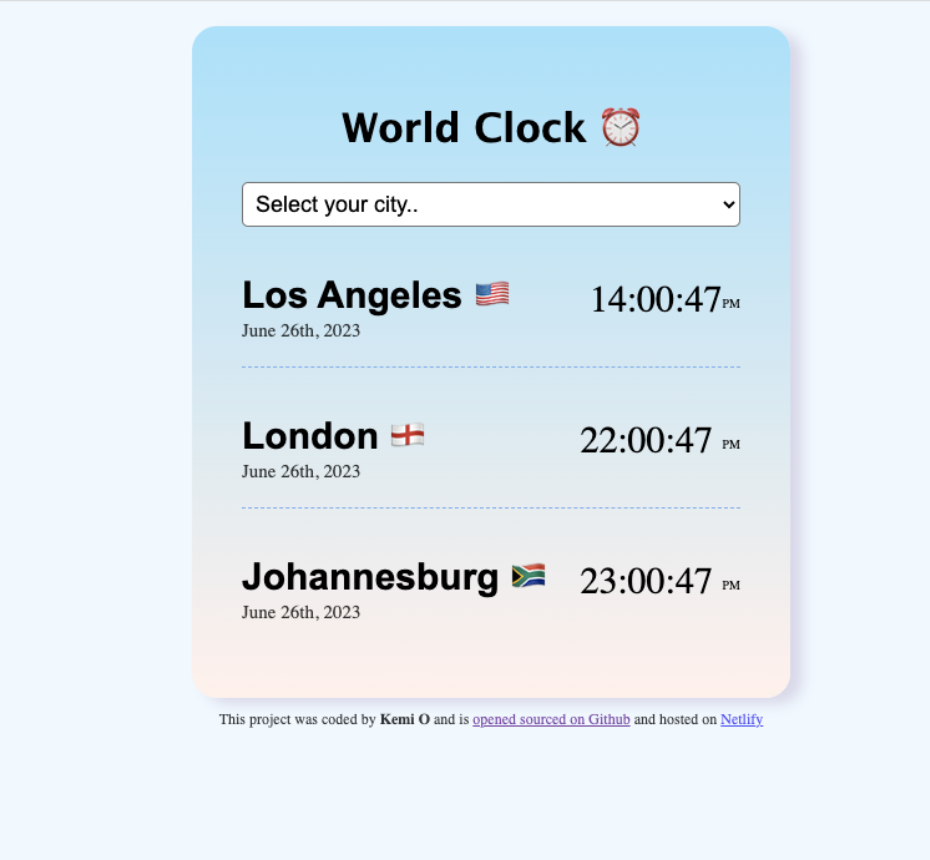 World Clock ⏰
Select your city..
Los Angeles 🇺🇸 14:00:47 PM
June 26th, 2023
London 🏴󠁧󠁢󠁥󠁮󠁧󠁿 22:00:47 PM
June 26th, 2023
Johannesburg 🇿🇦 23:00:47 PM
June 26th, 2023
This project was coded by Kemi O and is opened sourced on Github and hosted on Netlify